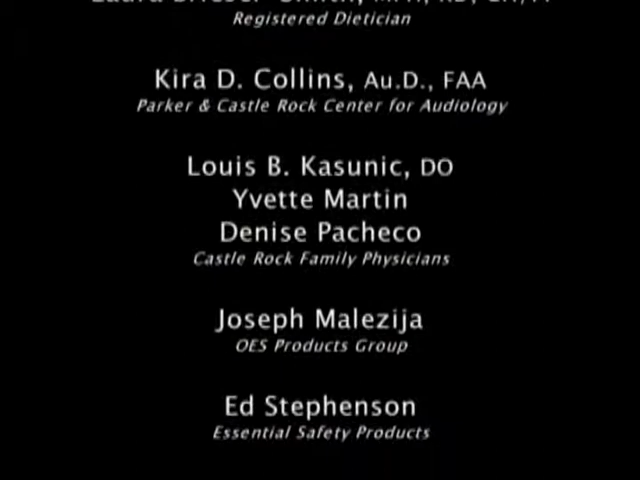 Registered Dietician
Kira D. Collins, Au.D., FAA
Parker & Castle Rock Center for Audiology
Louis B. Kasunic, DO
Yvette Martin
Denise Pacheco
Castle Rock Family Physicians
Joseph Malezija
OES Products Group
Ed Stephenson
Essential Safety Products